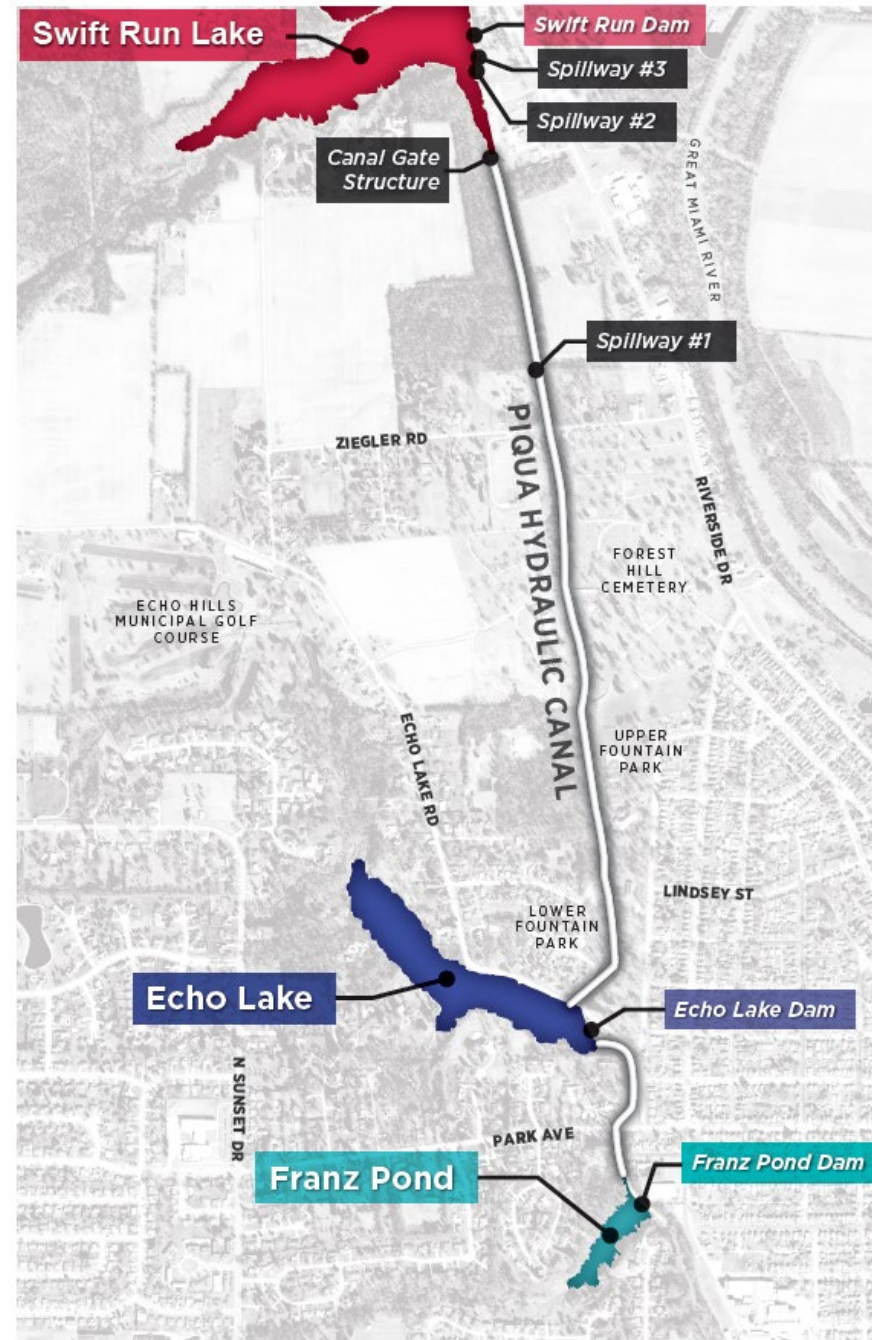 Swift Run Lake
Swift Run Dam
Spillway #3
Spillway #2
Canal Gate
Structure
GREAT MIAMI RIVER
Spillway #1
PIQUA HYDRAULIC CANAL
ZIEGLER RD
RIVERSIDE DR
FOREST
HILL
CEMETERY
ECHO HILLS
MUNICIPAL GOLF
COURSE
ECHO LAKE RD
UPPER
FOUNTAIN
PARK
LINDSEY ST
LOWER
FOUNTAIN
PARK
Echo Lake
Echo Lake Dam
N SUNSET DR
PARK AVE
Franz Pond
Franz Pond Dam